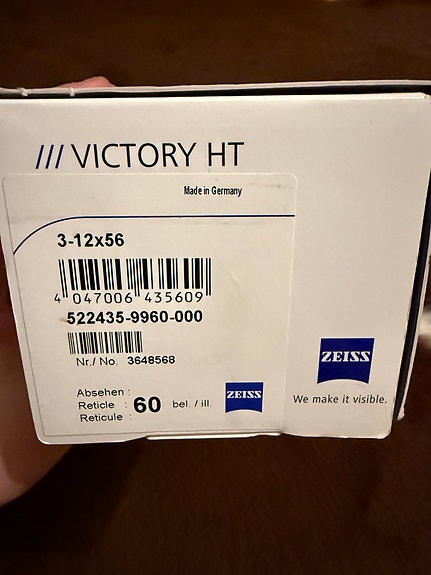 /// VICTORY HT
Made in Germany
3-12x56
4 047006 435609
522435-9960-000
Nr./ No. 3648568
Absehen :
Reticle : 60 bel. / ill.
Reticule :
ZEISS
ZEISS
We make it visible.